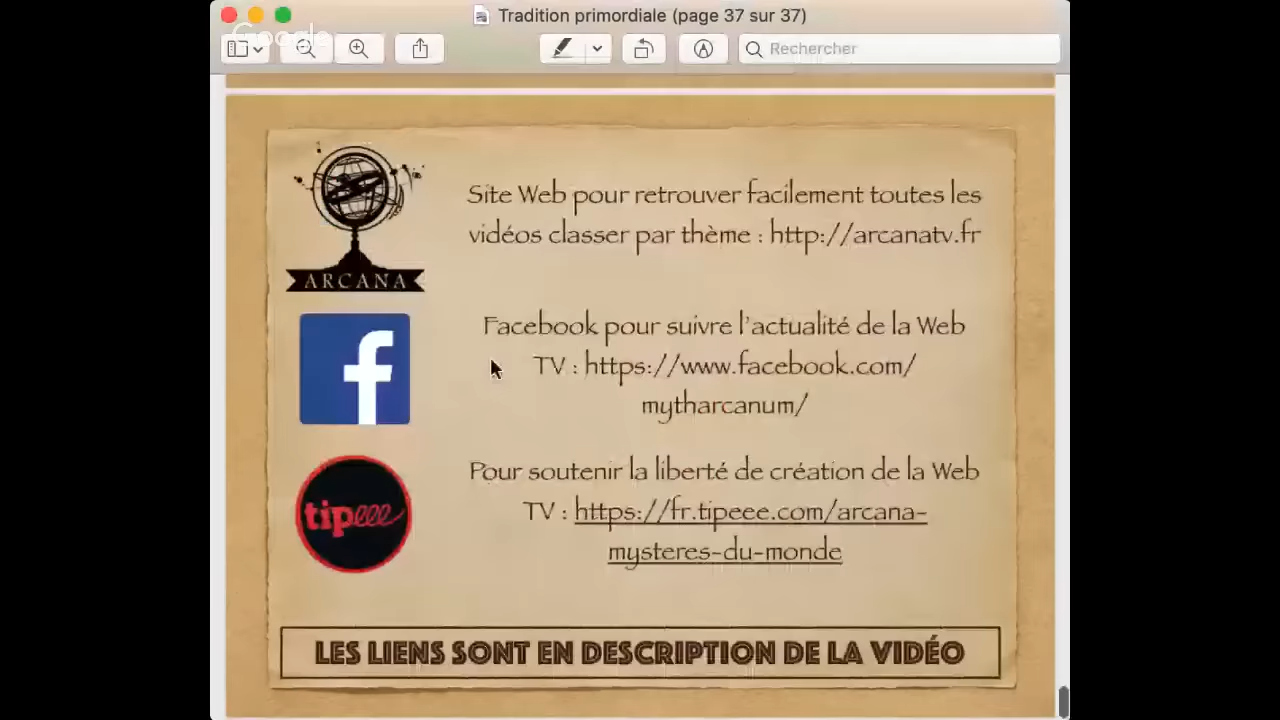 Tradition primordiale (page 37 sur 37)
Google
Rechercher
Site Web pour retrouver facilement toutes les
vidéos classer par thème : http://arcanatv.fr
ARCANA
Facebook pour suivre l'actualité de la Web
TV : https://www.facebook.com/
mytharcanum/
f
Pour soutenir la liberté de création de la Web
TV : https://fr.tipeee.com/arcana-
mysteres-du-monde
tipeee
LES LIENS SONT EN DESCRIPTION DE LA VIDÉO